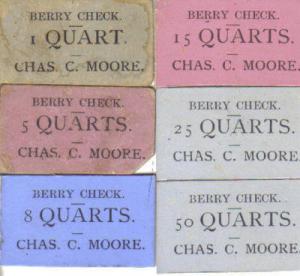 BERRY CHECK.
1 QUART.
CHAS. C. MOORE.
BERRY CHECK.
15 QUARTS.
CHAS. C. MOORE.
BERRY CHECK.
5 QUARTS.
CHAS. C. MOORE.
BERRY CHECK.
25 QUARTS.
CHAS. C. MOORE.
BERRY CHECK.
8 QUARTS.
CHAS. C. MOORE.
BERRY CHECK.
50 QUARTS.
CHAS. C. MOORE.